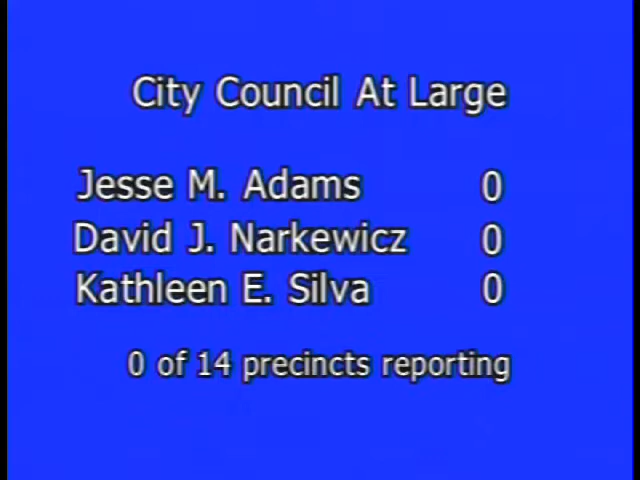 City Council At Large
Jesse M. Adams 0
David J. Narkewicz 0
Kathleen E. Silva 0
0 of 14 precincts reporting